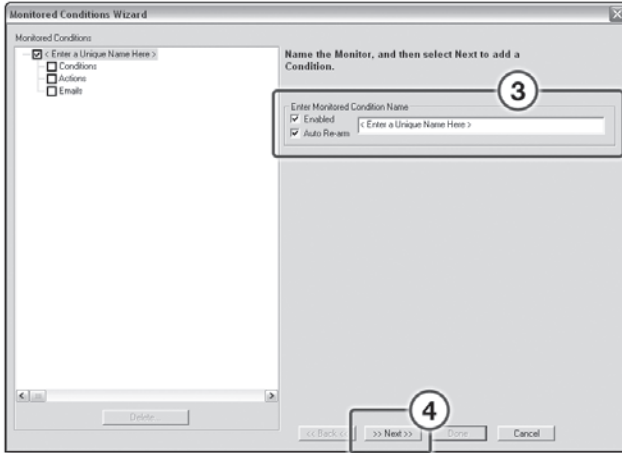 Monitored Conditions Wizard
Monitored Conditions
< Enter a Unique Name Here >
Conditions
Actions
Emails
Delete...
Name the Monitor, and then select Next to add a
Condition.
3
Enter Monitored Condition Name
Enabled
< Enter a Unique Name Here >
Auto Re-arm
4
<< Back <<
>> Next >>
Done
Cancel